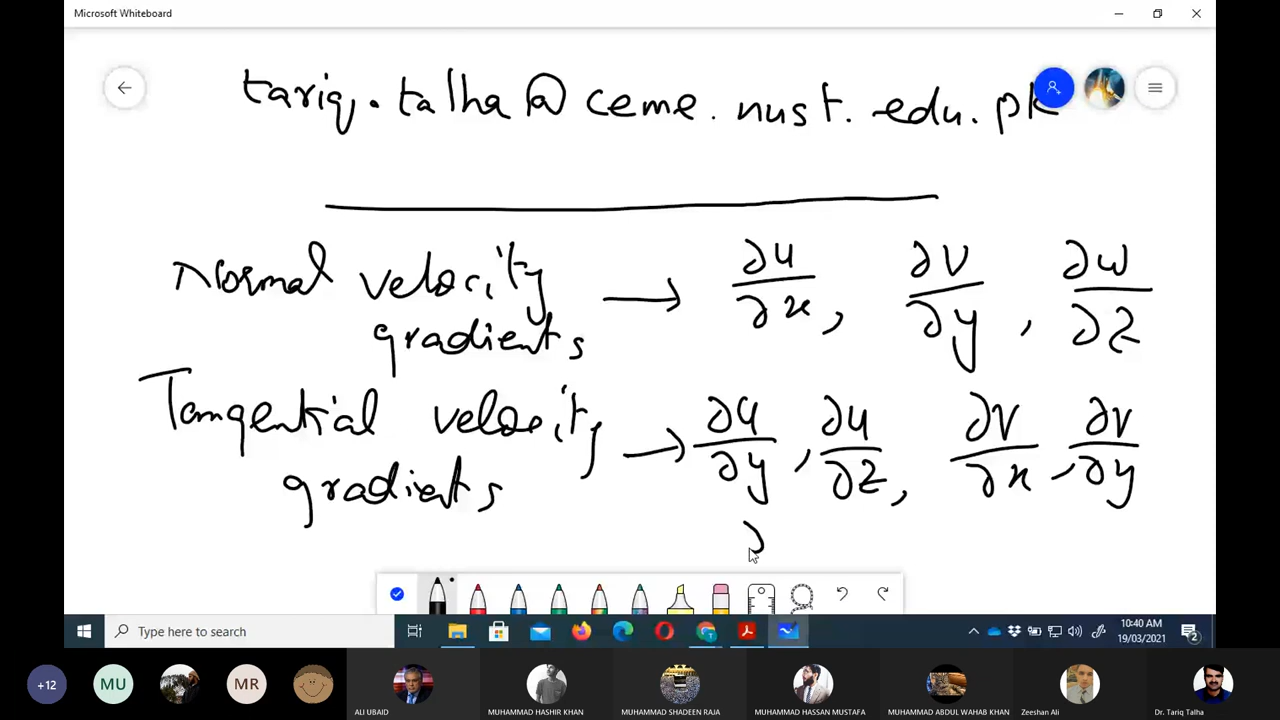 Microsoft Whiteboard
tariq.talha@ceme.nust.edu.pk
Normal velocity gradients → ∂u/∂x, ∂v/∂y, ∂w/∂z
Tangential velocity gradients → ∂u/∂y, ∂u/∂z, ∂v/∂x, ∂v/∂y
∂
Type here to search
10:40 AM
19/03/2021
2
+12
MU
MR
ALI UBAID
MUHAMMAD HASHIR KHAN
MUHAMMAD SHADEEN RAJA
MUHAMMAD HASSAN MUSTAFA
MUHAMMAD ABDUL WAHAB KHAN
Zeeshan Ali
Dr. Tariq Talha